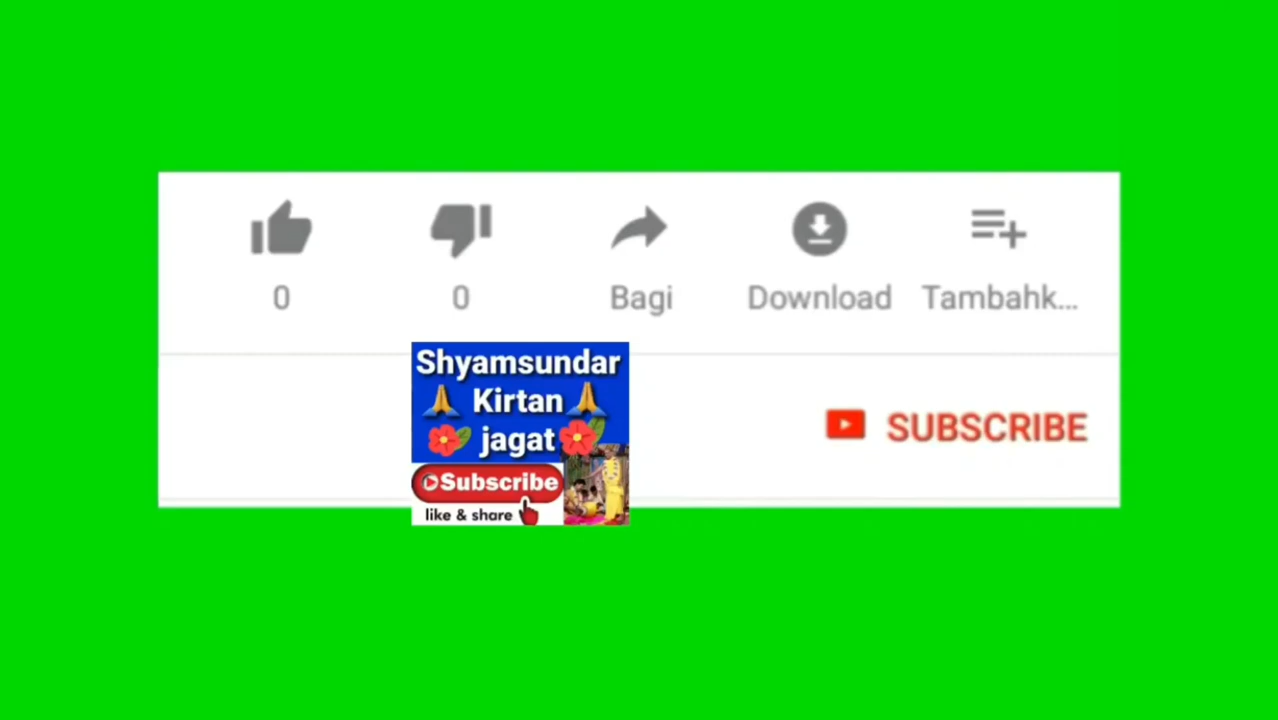 0
0
Bagi
Download
Tambahk...
Shyamsundar
Kirtan
jagat
Subscribe
like & share
SUBSCRIBE